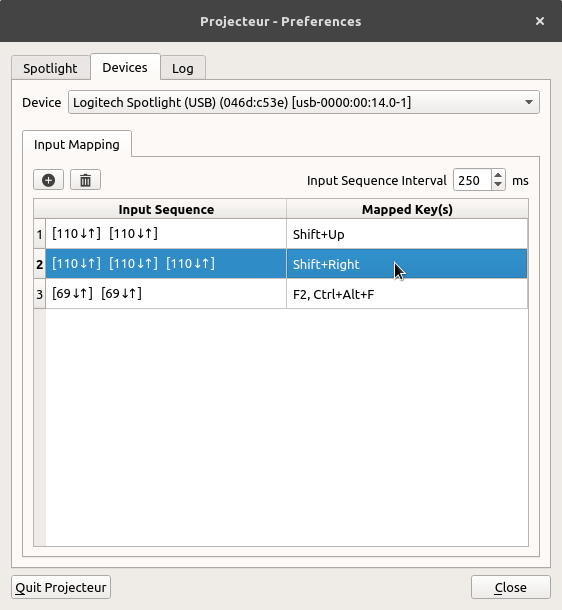 Projecteur - Preferences ×
Spotlight Devices Log
Device Logitech Spotlight (USB) (046d:c53e) [usb-0000:00:14.0-1]
Input Mapping
Input Sequence Interval 250 ms
Input Sequence Mapped Key(s)
1 [110↓↑] [110↓↑] Shift+Up
2 [110↓↑] [110↓↑] [110↓↑] Shift+Right
3 [69↓↑] [69↓↑] F2, Ctrl+Alt+F
Quit Projecteur Close